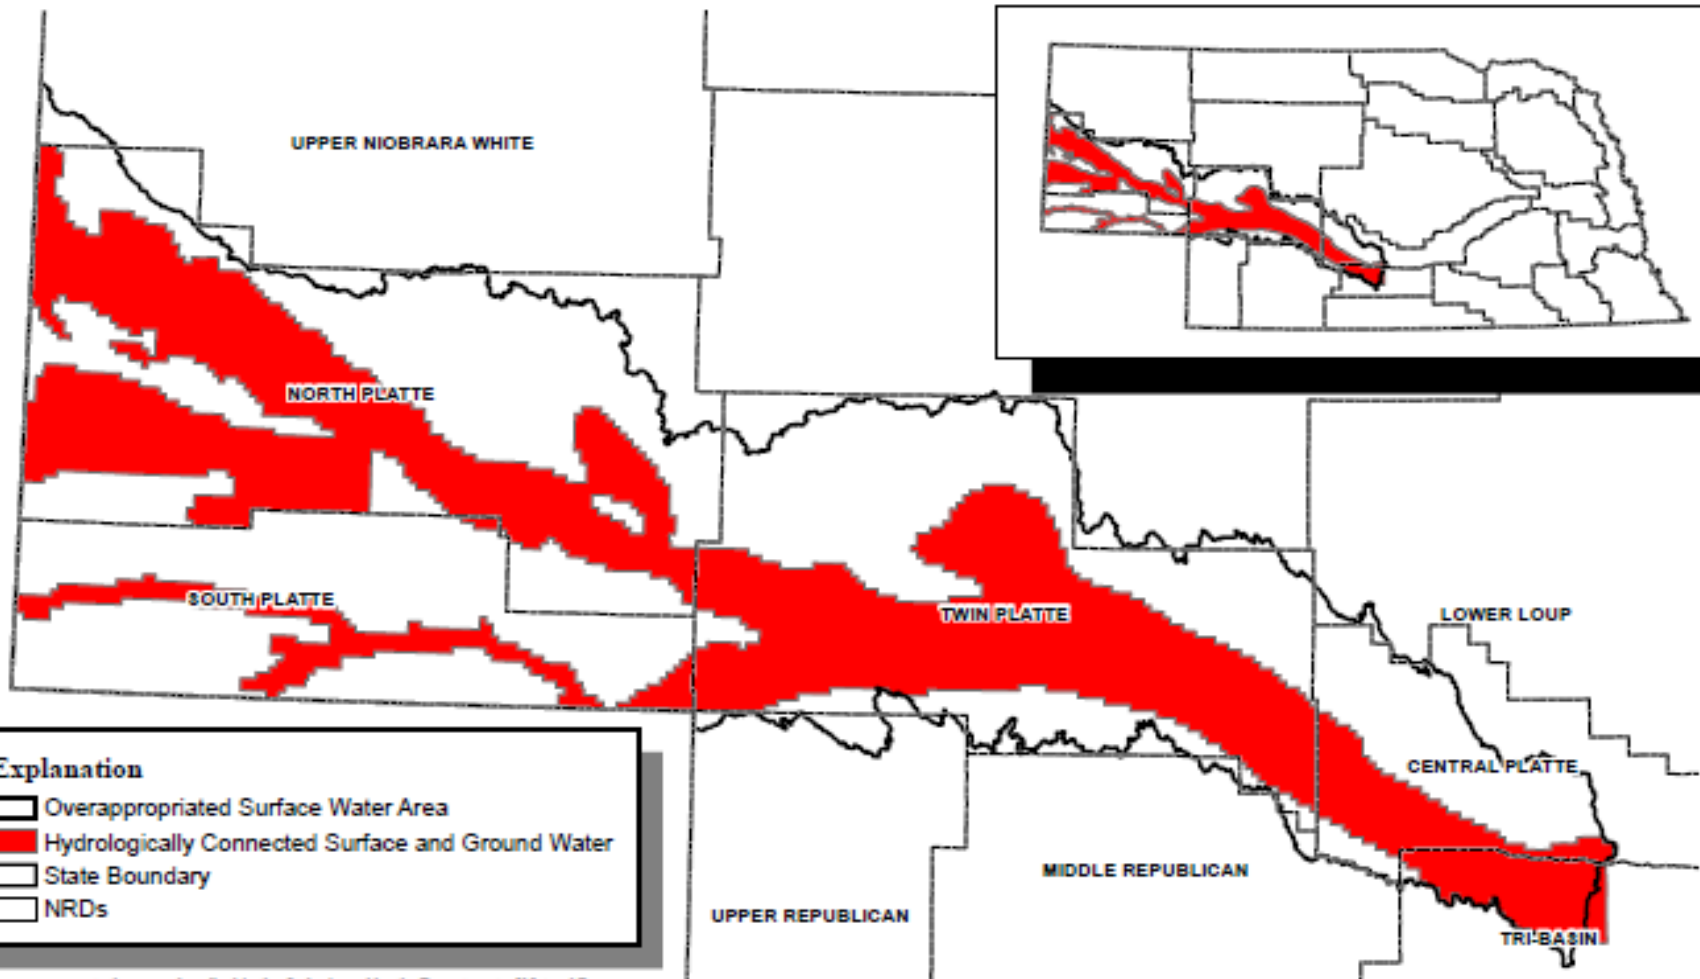 UPPER NIOBRARA WHITE
NORTH PLATTE
SOUTH PLATTE
TWIN PLATTE
LOWER LOUP
CENTRAL PLATTE
MIDDLE REPUBLICAN
UPPER REPUBLICAN
TRI-BASIN
Explanation
Overappropriated Surface Water Area
Hydrologically Connected Surface and Ground Water
State Boundary
NRDs